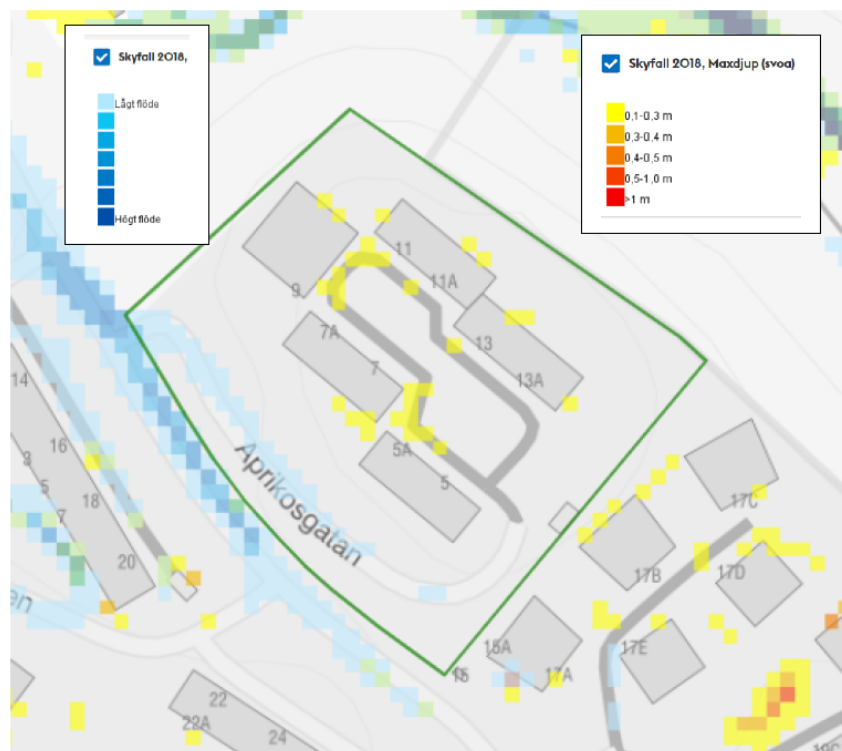 Skyfall 2018,
Lågt flöde
Högt flöde
Skyfall 2018, Maxdjup (svoa)
0,1-0,3 m
0,3-0,4 m
0,4-0,5 m
0,5-1,0 m
>1 m
11
11A
9
7A
7
13
13A
14
16
3
5
7
18
20
5A
5
Aprikosgatan
17C
17B
17D
17E
15A
17A
15
22
22A
24